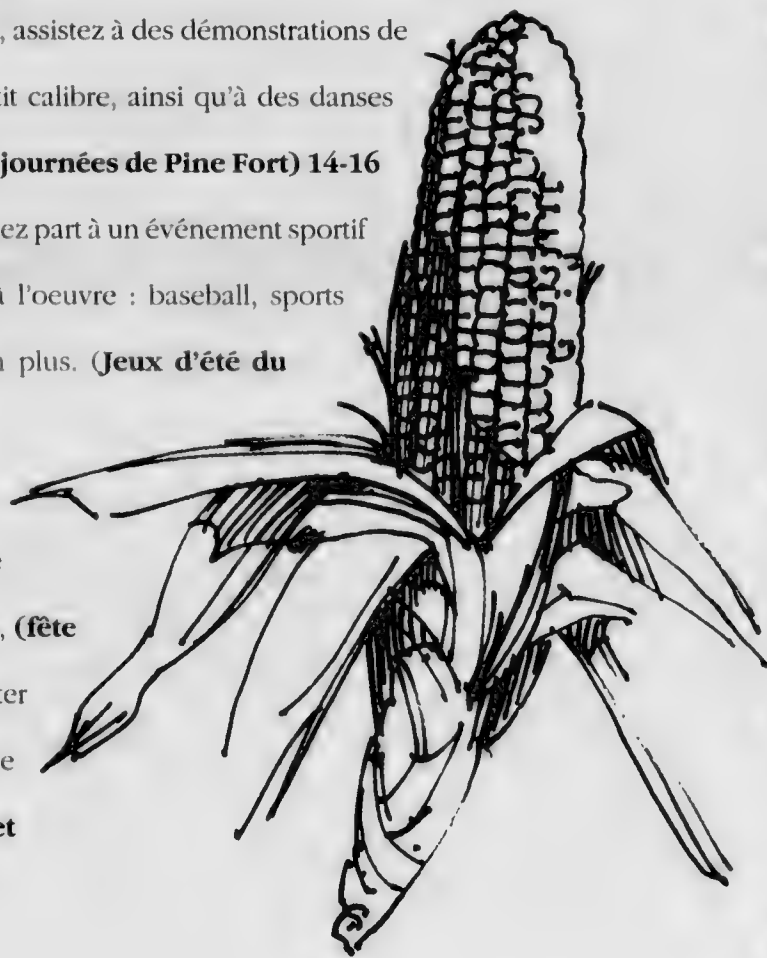 , assistez à des démonstrations de
it calibre, ainsi qu'à des danses
journées de Pine Fort) 14-16
ez part à un événement sportif
l'oeuvre : baseball, sports
plus. (Jeux d'été du
, (fête
ter
e
et